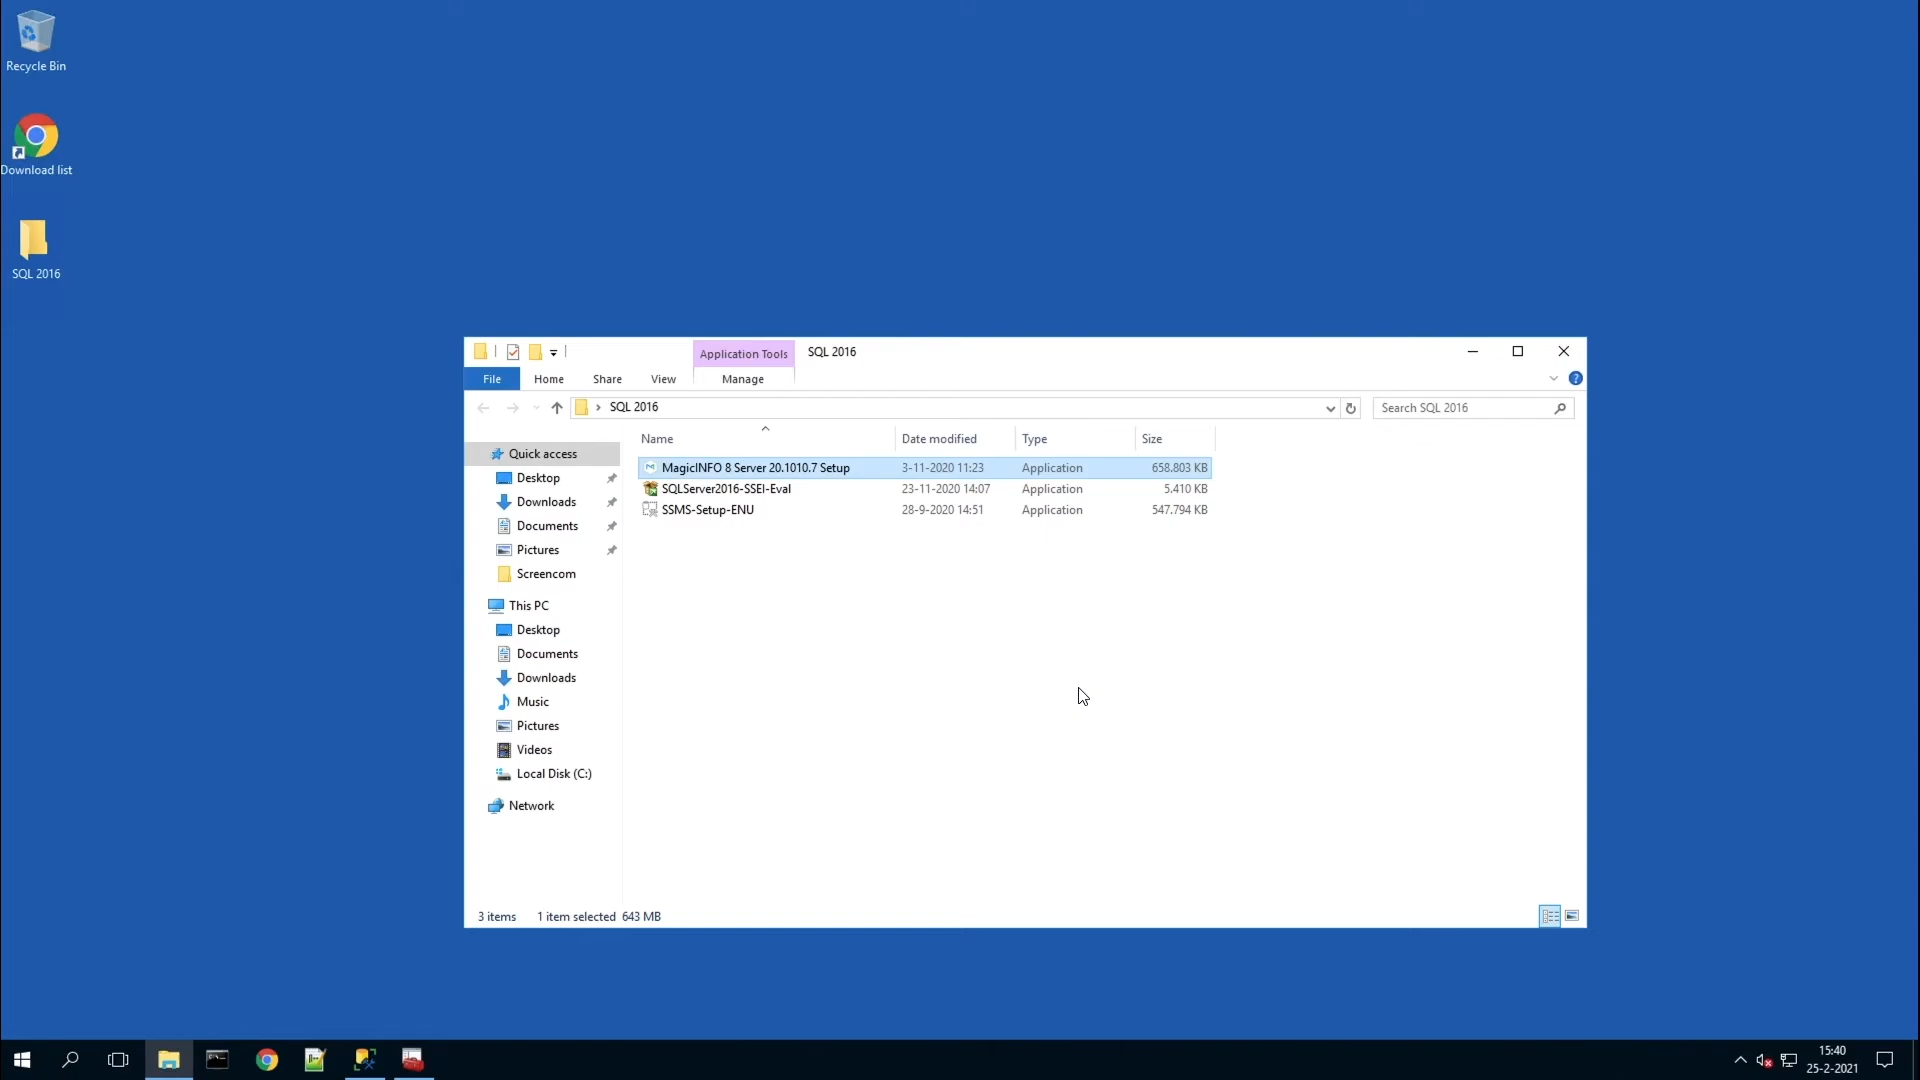 Recycle Bin
Download list
SQL 2016
Application Tools
SQL 2016
File
Home
Share
View
Manage
SQL 2016
Search SQL 2016
Name
Date modified
Type
Size
MagicINFO 8 Server 20.1010.7 Setup
3-11-2020 11:23
Application
658.803 KB
SQLServer2016-SSEI-Eval
23-11-2020 14:07
Application
5.410 KB
SSMS-Setup-ENU
28-9-2020 14:51
Application
547.794 KB
Quick access
Desktop
Downloads
Documents
Pictures
Screencom
This PC
Desktop
Documents
Downloads
Music
Pictures
Videos
Local Disk (C:)
Network
3 items
1 item selected 643 MB
15:40
25-2-2021